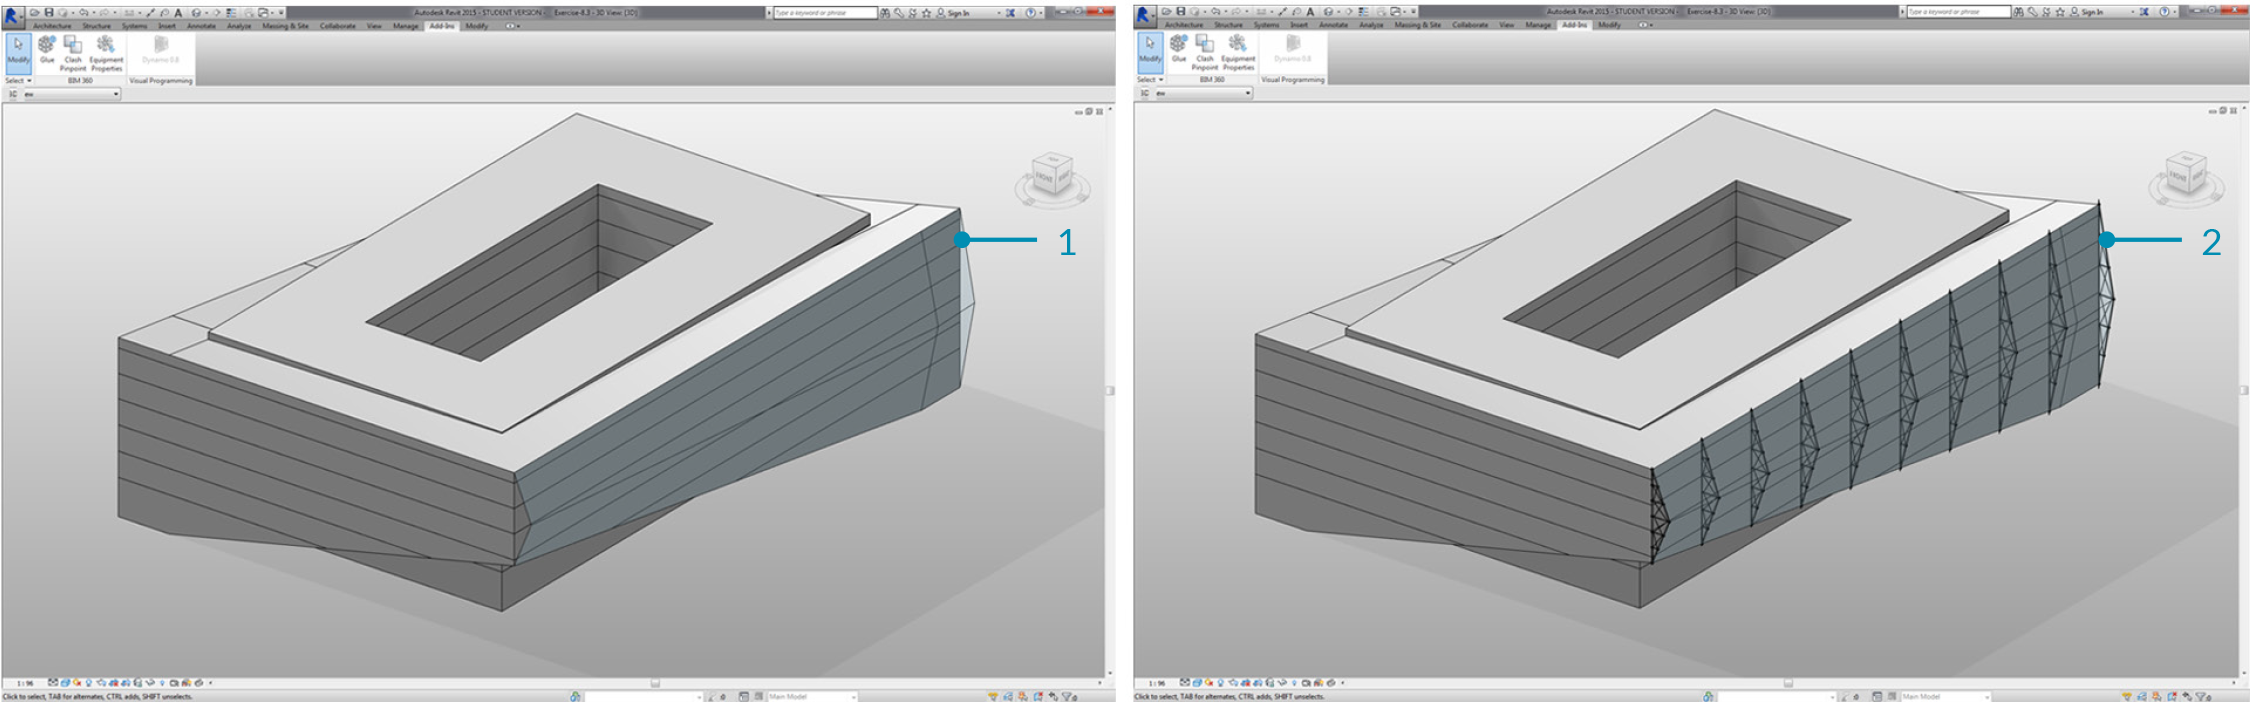 Autodesk Revit 2015 - STUDENT VERSION - Exercise-8.3 - 3D View: {3D}
Type a keyword or phrase
Sign In
Architecture Structure Systems Insert Annotate Analyze Massing & Site Collaborate View Manage Add-Ins Modify
Modify Glue Clash Pinpoint Equipment Properties Dynamo 0.8
Select BIM 360 Visual Programming
TOP
FRONT
1
1 : 96
Click to select, TAB for alternates, CTRL adds, SHIFT unselects.
:0
Main Model
Autodesk Revit 2015 - STUDENT VERSION - Exercise-8.3 - 3D View: {3D}
Type a keyword or phrase
Sign In
Architecture Structure Systems Insert Annotate Analyze Massing & Site Collaborate View Manage Add-Ins Modify
Modify Glue Clash Pinpoint Equipment Properties Dynamo 0.8
Select BIM 360 Visual Programming
TOP
FRONT
2
1 : 96
Click to select, TAB for alternates, CTRL adds, SHIFT unselects.
:0
Main Model